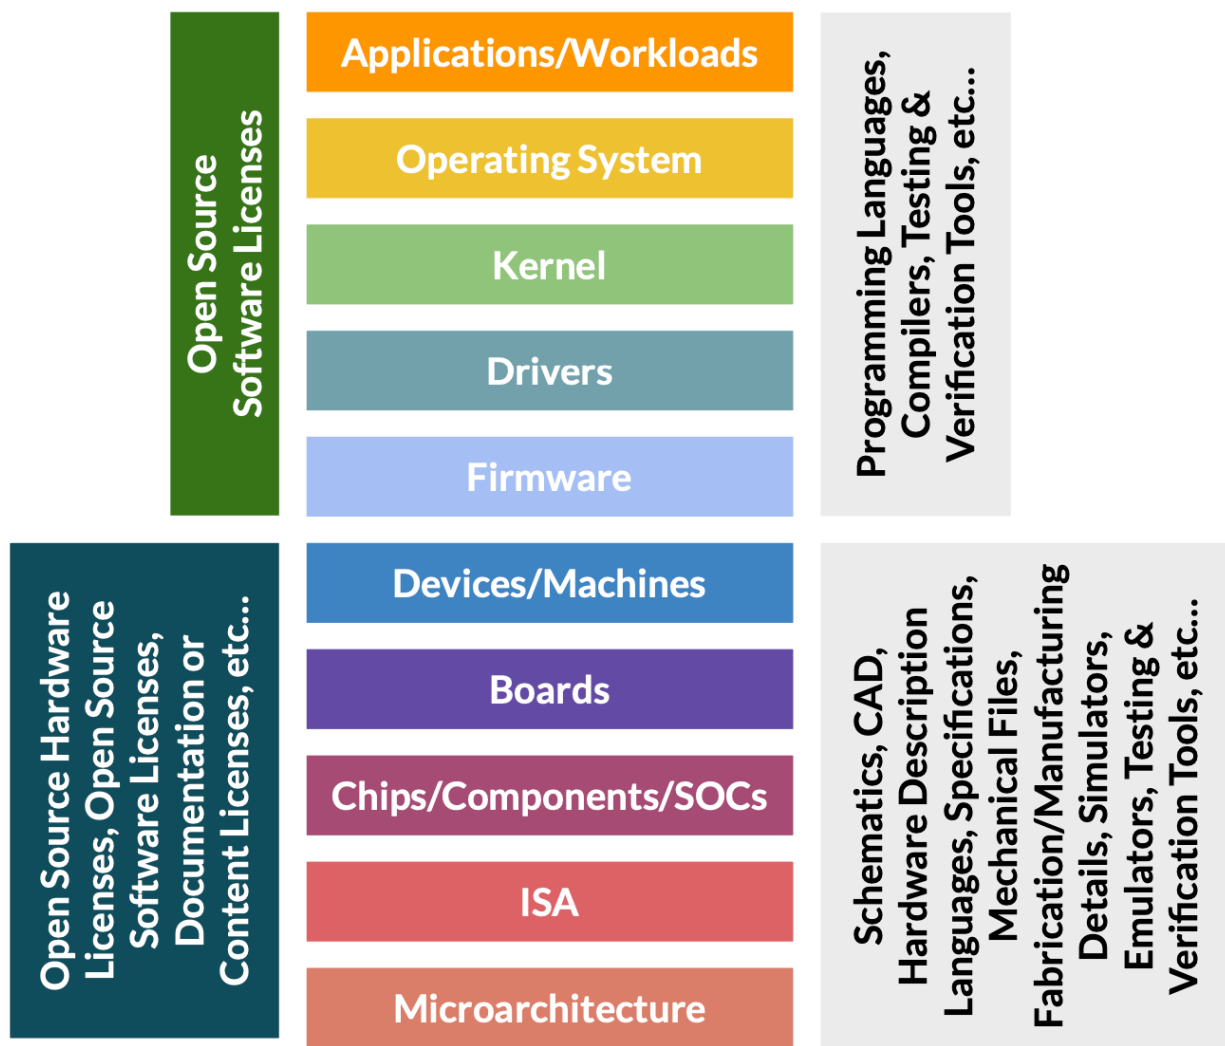 Open Source
Software Licenses
Applications/Workloads
Operating System
Kernel
Drivers
Firmware
Programming Languages,
Compilers, Testing &
Verification Tools, etc...
Open Source Hardware
Licenses, Open Source
Software Licenses,
Documentation or
Content Licenses, etc...
Devices/Machines
Boards
Chips/Components/SOCs
ISA
Microarchitecture
Schematics, CAD,
Hardware Description
Languages, Specifications,
Mechanical Files,
Fabrication/Manufacturing
Details, Simulators,
Emulators, Testing &
Verification Tools, etc...